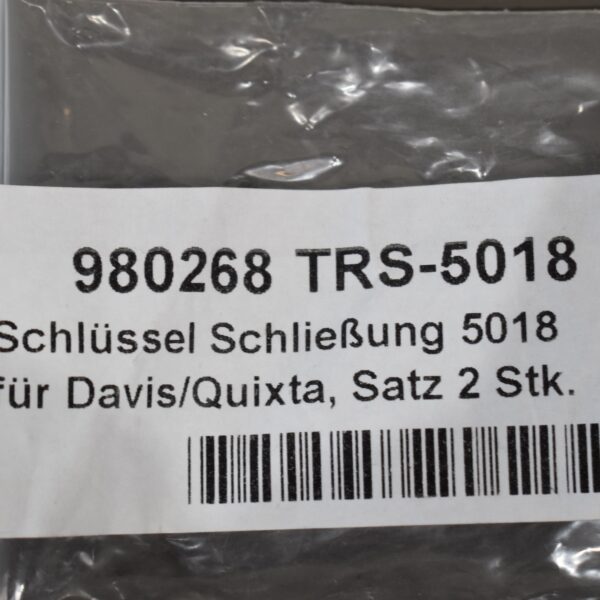 980268 TRS-5018
Schlüssel Schließung 5018
für Davis/Quixta, Satz 2 Stk.